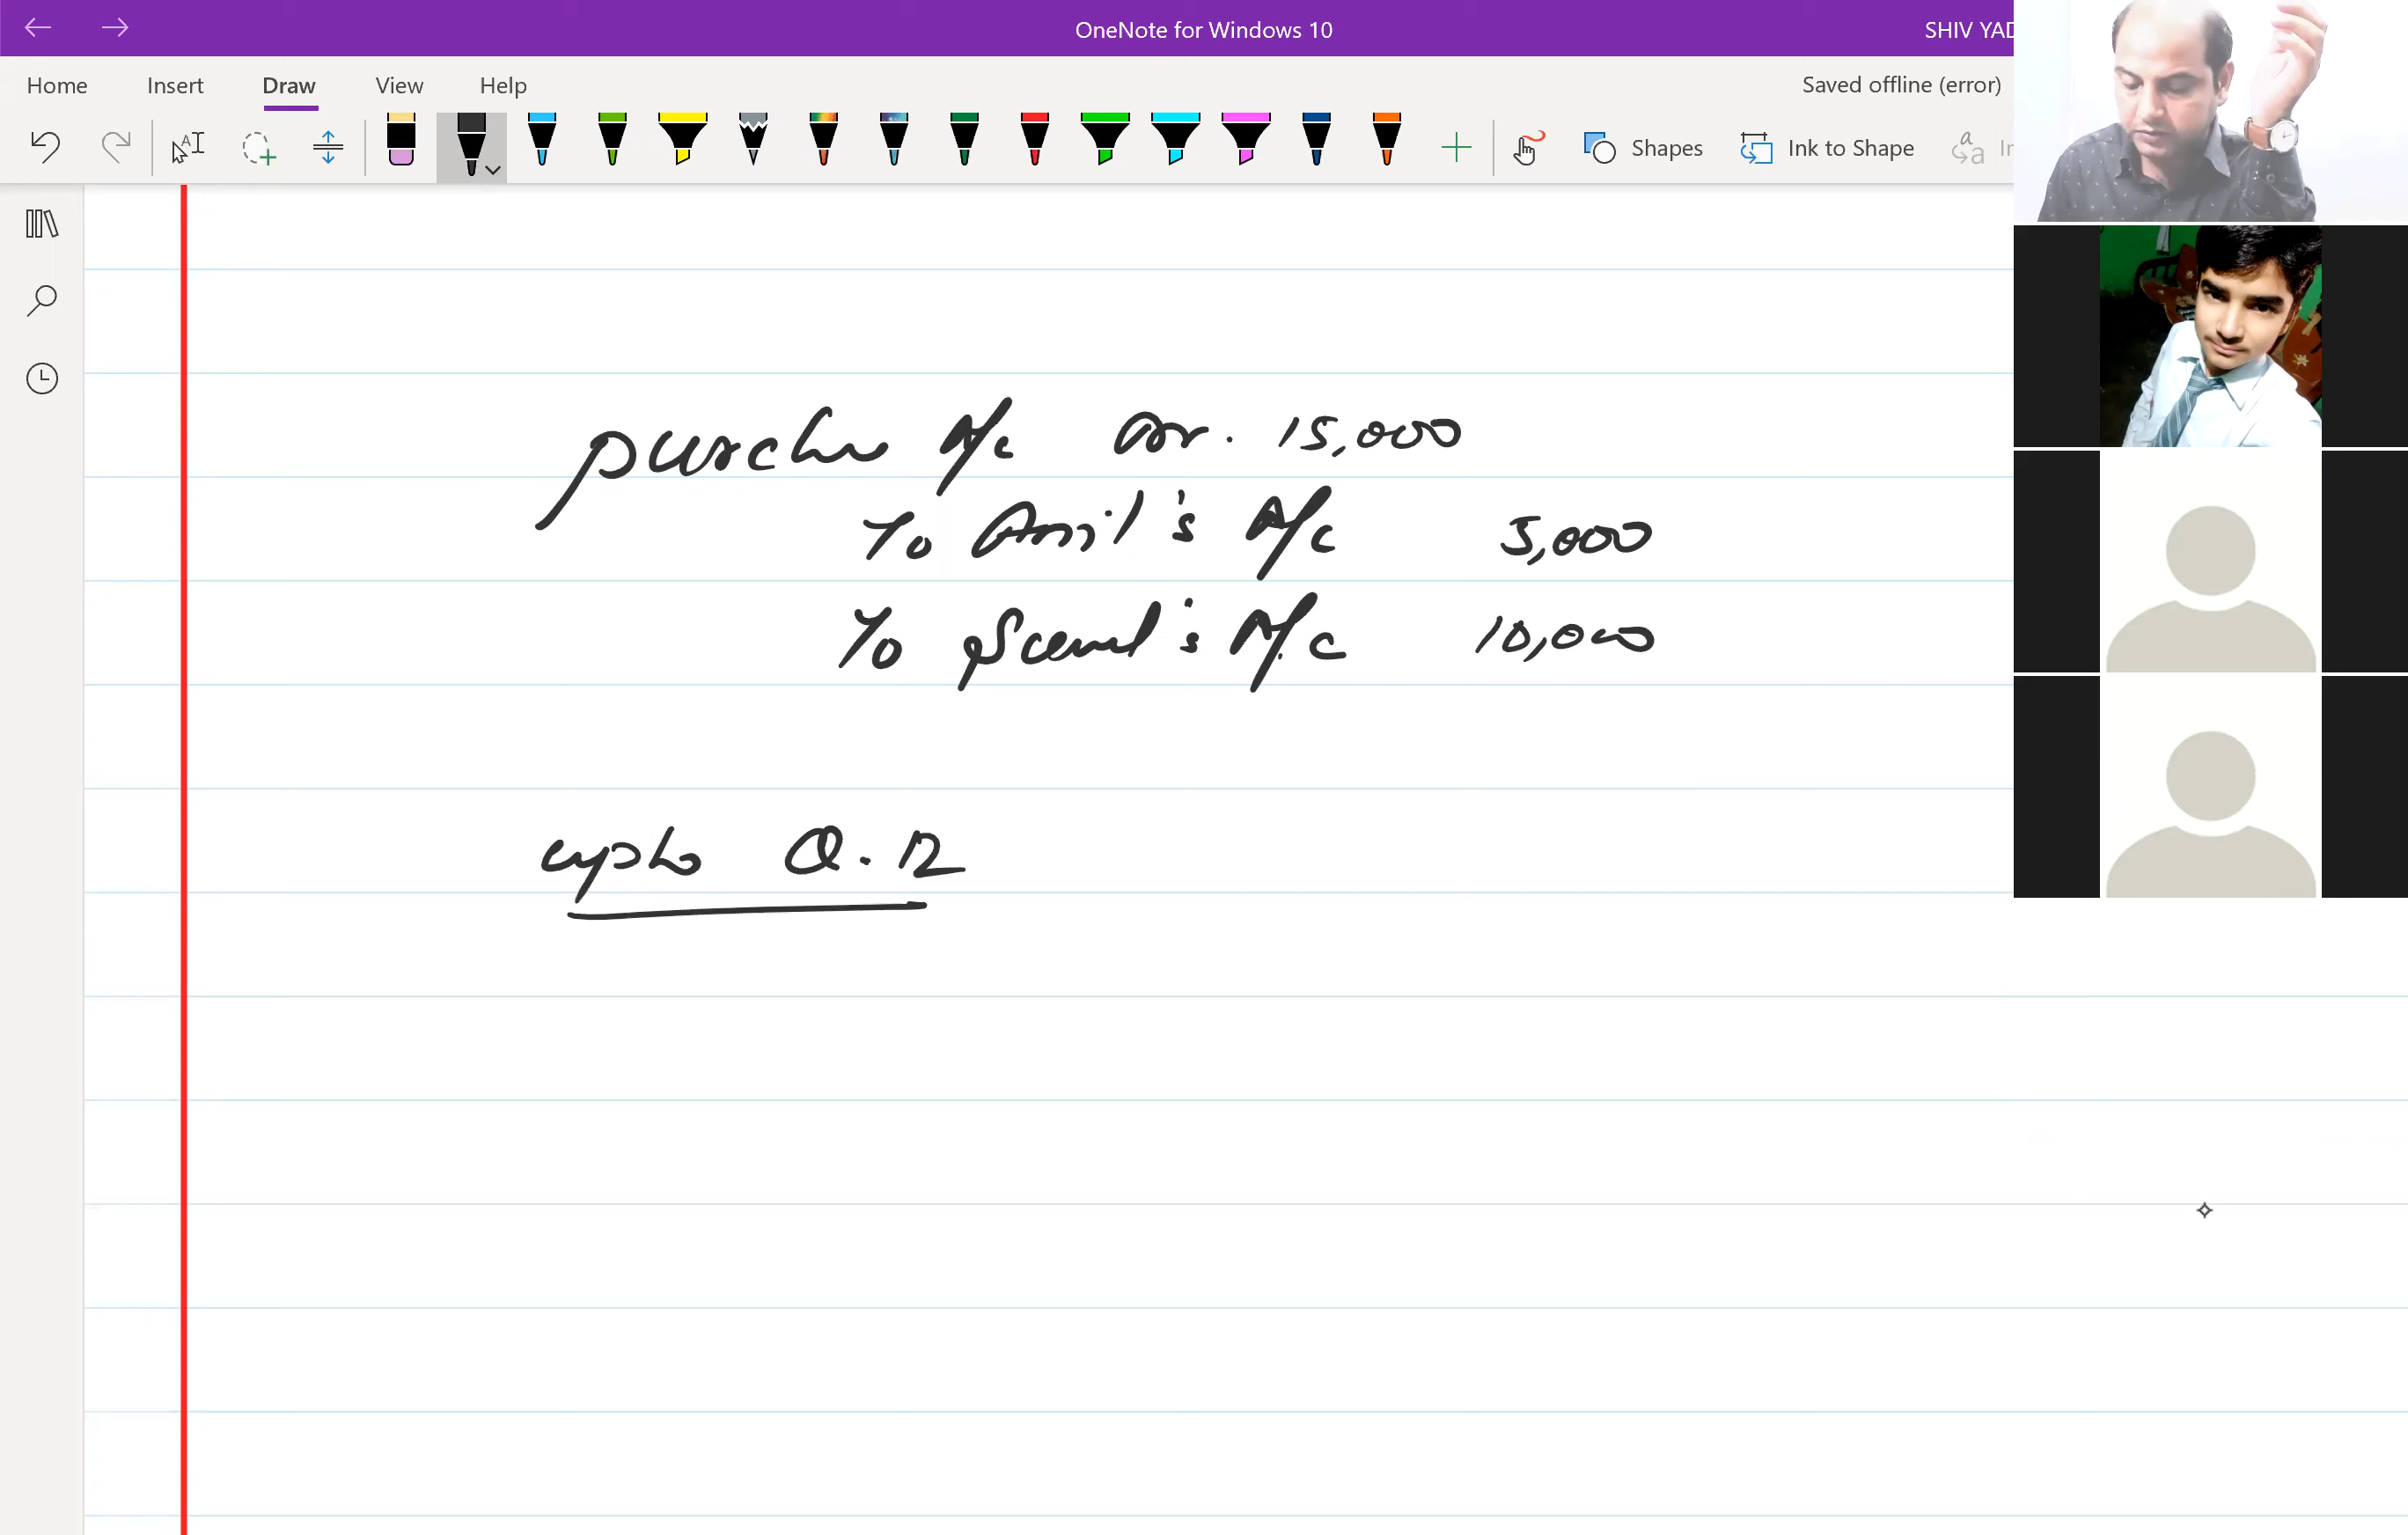 OneNote for Windows 10
SHIV YAD
Home Insert Draw View Help
Saved offline (error)
Shapes Ink to Shape In
purchase A/c Dr. 15,000
To Anil's A/c 5,000
To A/c 10,000
upto Q. 12